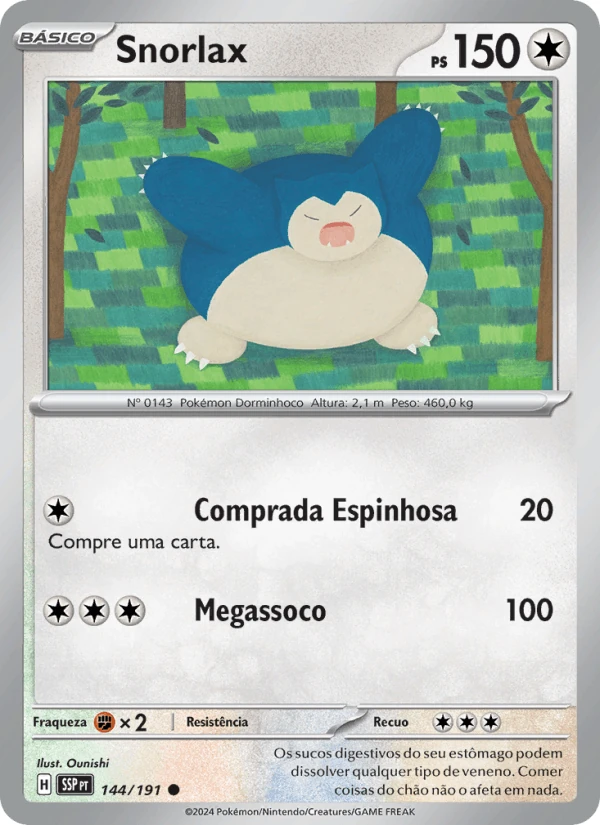 BÁSICO
Snorlax
PS 150
Nº 0143 Pokémon Dorminhoco Altura: 2,1 m Peso: 460,0 kg
Comprada Espinhosa 20
Compre uma carta.
Megassoco 100
Fraqueza ×2 Resistência Recuo
Ilust. Ounishi
H SSP PT 144/191
Os sucos digestivos do seu estômago podem
dissolver qualquer tipo de veneno. Comer
coisas do chão não o afeta em nada.
©2024 Pokémon/Nintendo/Creatures/GAME FREAK